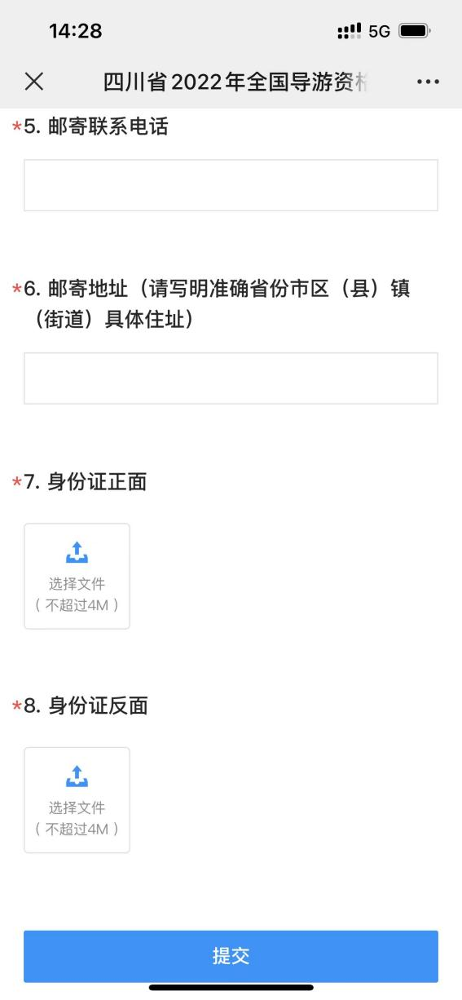 14:28
5G
四川省2022年全国导游资
*5. 邮寄联系电话
*6. 邮寄地址（请写明准确省份市区（县）镇
（街道）具体住址）
*7. 身份证正面
选择文件
（不超过4M）
*8. 身份证反面
选择文件
（不超过4M）
提交